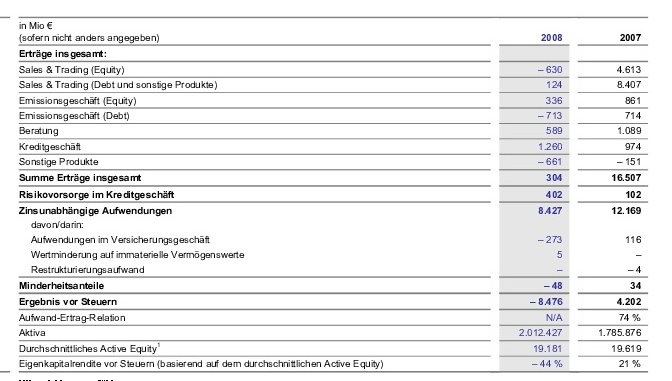 in Mio €
(sofern nicht anders angegeben) 2008 2007
Erträge insgesamt:
Sales & Trading (Equity) – 630 4.613
Sales & Trading (Debt und sonstige Produkte) 124 8.407
Emissionsgeschäft (Equity) 336 861
Emissionsgeschäft (Debt) – 713 714
Beratung 589 1.089
Kreditgeschäft 1.260 974
Sonstige Produkte – 661 – 151
Summe Erträge insgesamt 304 16.507
Risikovorsorge im Kreditgeschäft 402 102
Zinsunabhängige Aufwendungen 8.427 12.169
davon/darin:
Aufwendungen im Versicherungsgeschäft – 273 116
Wertminderung auf immaterielle Vermögenswerte 5 –
Restrukturierungsaufwand – – 4
Minderheitsanteile – 48 34
Ergebnis vor Steuern – 8.476 4.202
Aufwand-Ertrag-Relation N/A 74 %
Aktiva 2.012.427 1.785.876
Durchschnittliches Active Equity¹ 19.181 19.619
Eigenkapitalrendite vor Steuern (basierend auf dem durchschnittlichen Active Equity) – 44 % 21 %